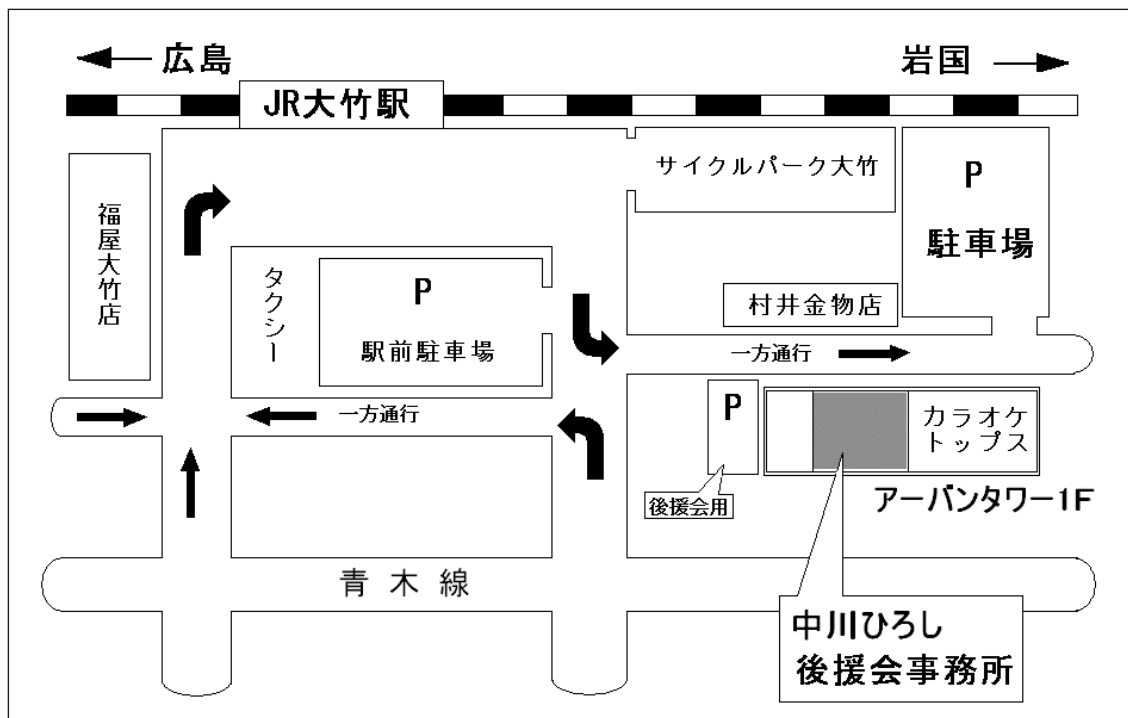 広島
岩国
JR大竹駅
サイクルパーク大竹
P
駐車場
福屋大竹店
タクシー
P
駅前駐車場
村井金物店
一方通行
一方通行
P
カラオケ
トップス
後援会用
アーバンタワー1F
青木線
中川ひろし
後援会事務所